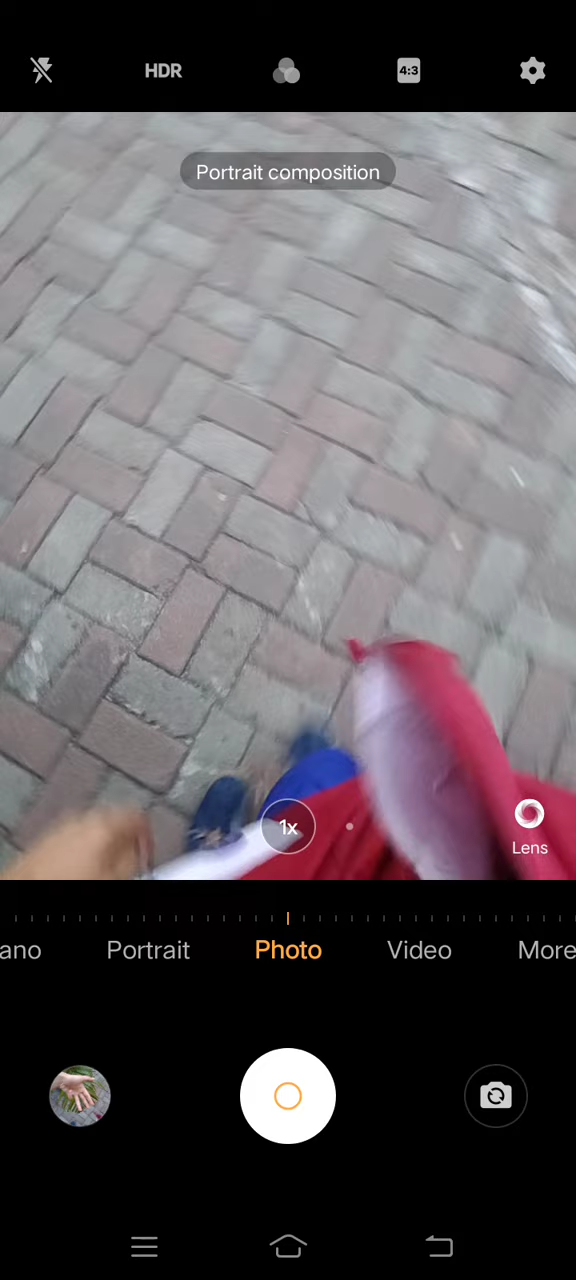 HDR
4:3
Portrait composition
1x
Lens
ano Portrait Photo Video More